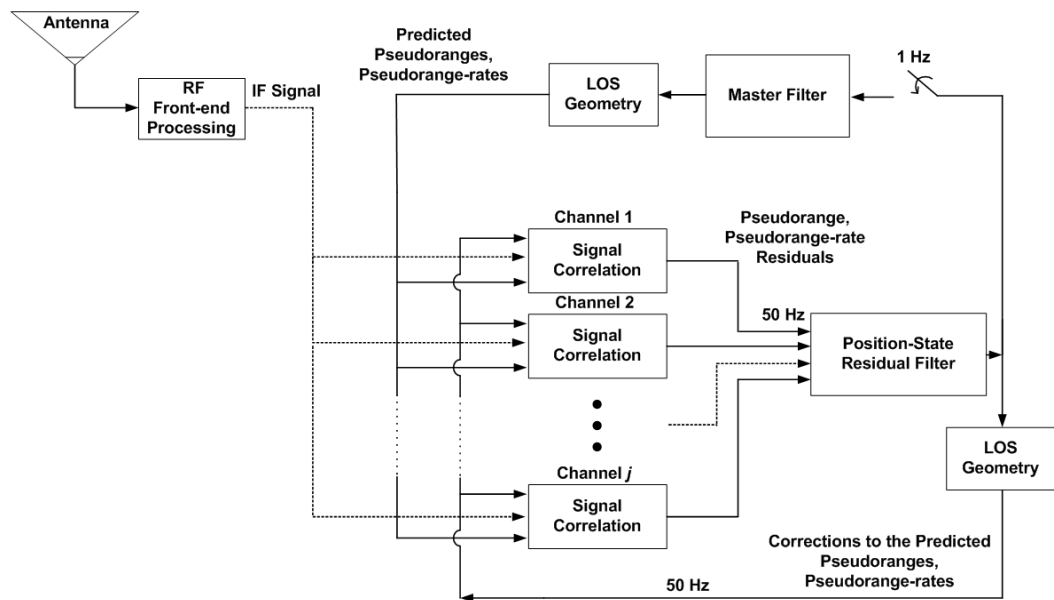 Antenna
RF
Front-end
Processing
IF Signal
Predicted
Pseudoranges,
Pseudorange-rates
LOS
Geometry
Master Filter
1 Hz
Channel 1
Signal
Correlation
Pseudorange,
Pseudorange-rate
Residuals
Channel 2
Signal
Correlation
50 Hz
Position-State
Residual Filter
Channel j
Signal
Correlation
LOS
Geometry
Corrections to the Predicted
Pseudoranges,
Pseudorange-rates
50 Hz